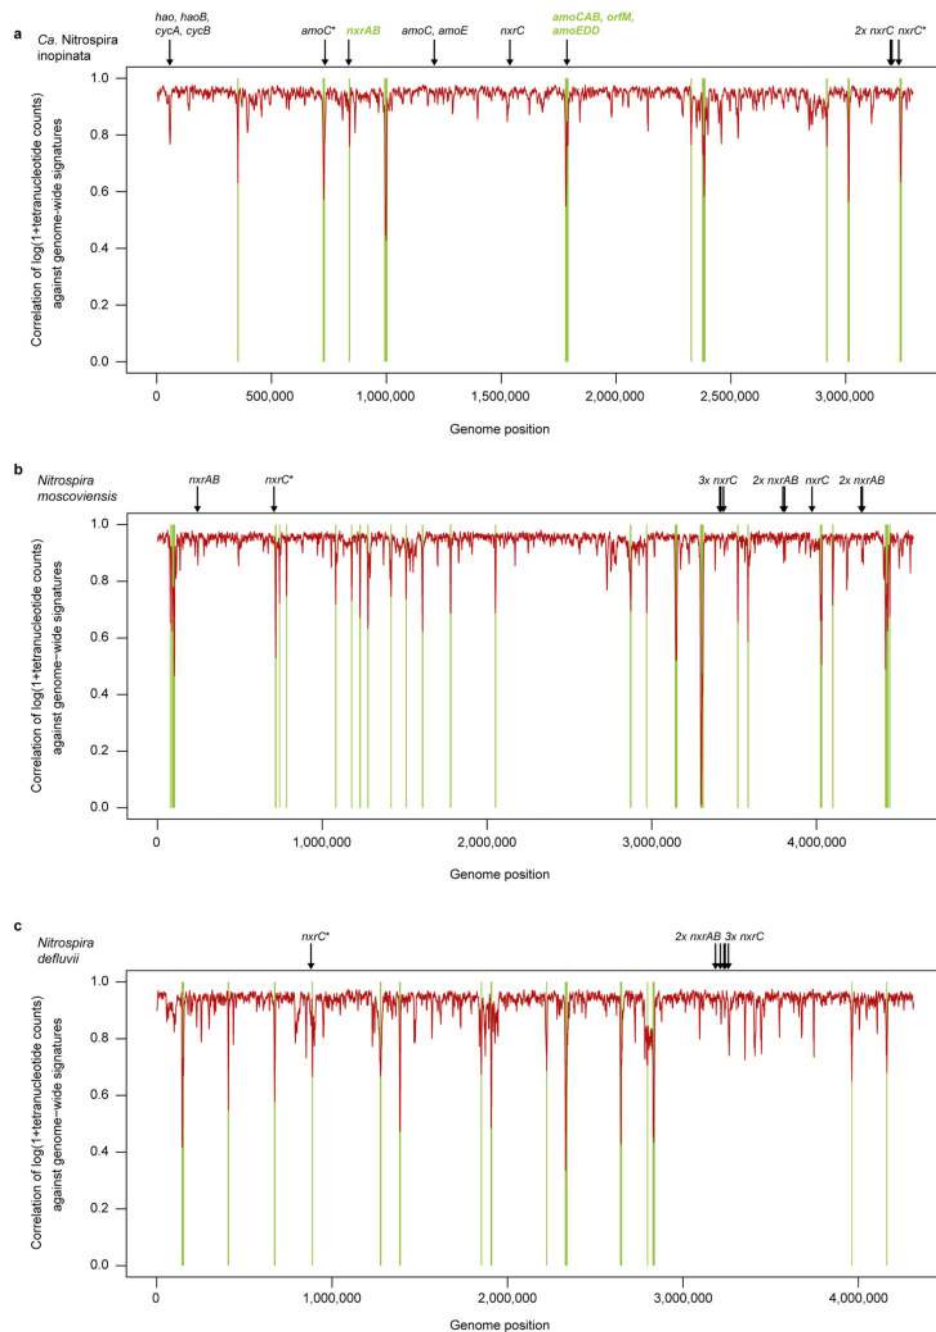 a
Ca. Nitrospira
inopinata
hao, haoB,
cycA, cycB
amoC*
nxrAB
amoC, amoE
nxrC
amoCAB, orfM,
amoEDD
2x nxrC
nxrC*
Correlation of log(1+tetranucleotide counts)
against genome-wide signatures
1.0
0.8
0.6
0.4
0.2
0.0
0
500,000
1,000,000
1,500,000
2,000,000
2,500,000
3,000,000
Genome position
b
Nitrospira
moscoviensis
nxrAB
nxrC*
3x nxrC
2x nxrAB
nxrC
2x nxrAB
Correlation of log(1+tetranucleotide counts)
against genome−wide signatures
1.0
0.8
0.6
0.4
0.2
0.0
0
1,000,000
2,000,000
3,000,000
4,000,000
Genome position
c
Nitrospira
defluvii
nxrC*
2x nxrAB
3x nxrC
Correlation of log(1+tetranucleotide counts)
against genome−wide signatures
1.0
0.8
0.6
0.4
0.2
0.0
0
1,000,000
2,000,000
3,000,000
4,000,000
Genome position